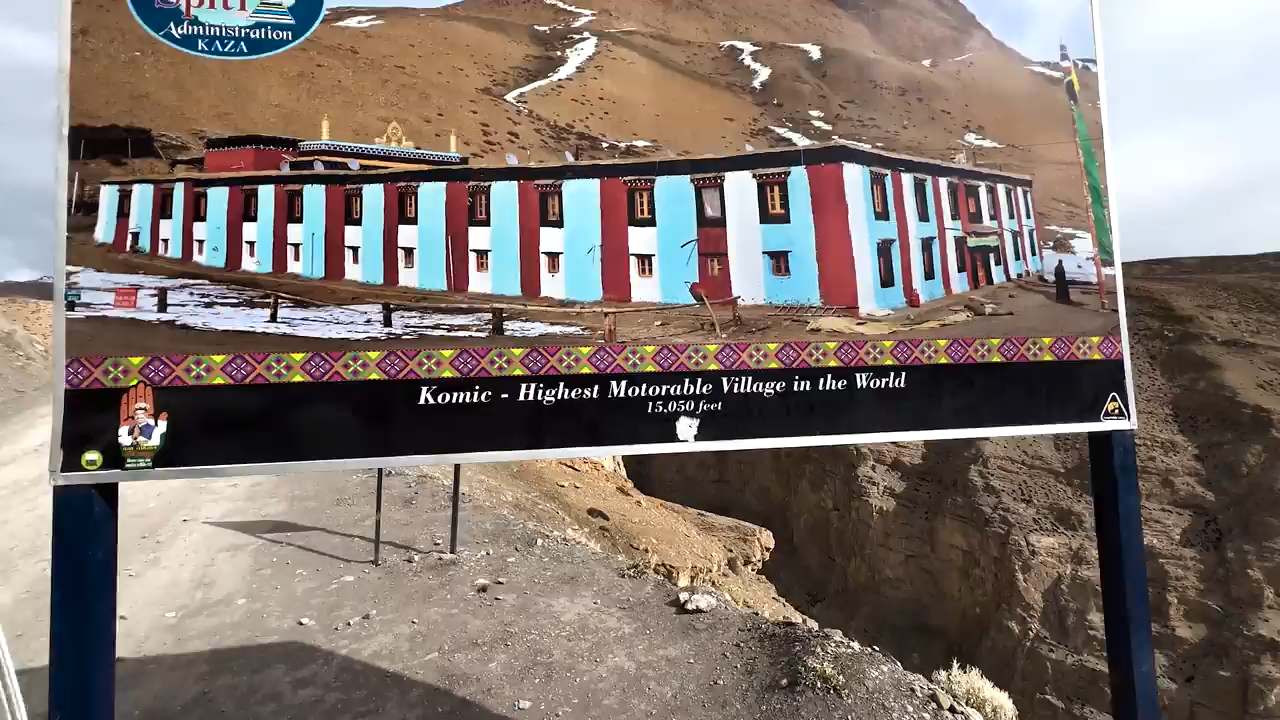 Spiti
Administration
KAZA
Komic - Highest Motorable Village in the World
15,050 feet